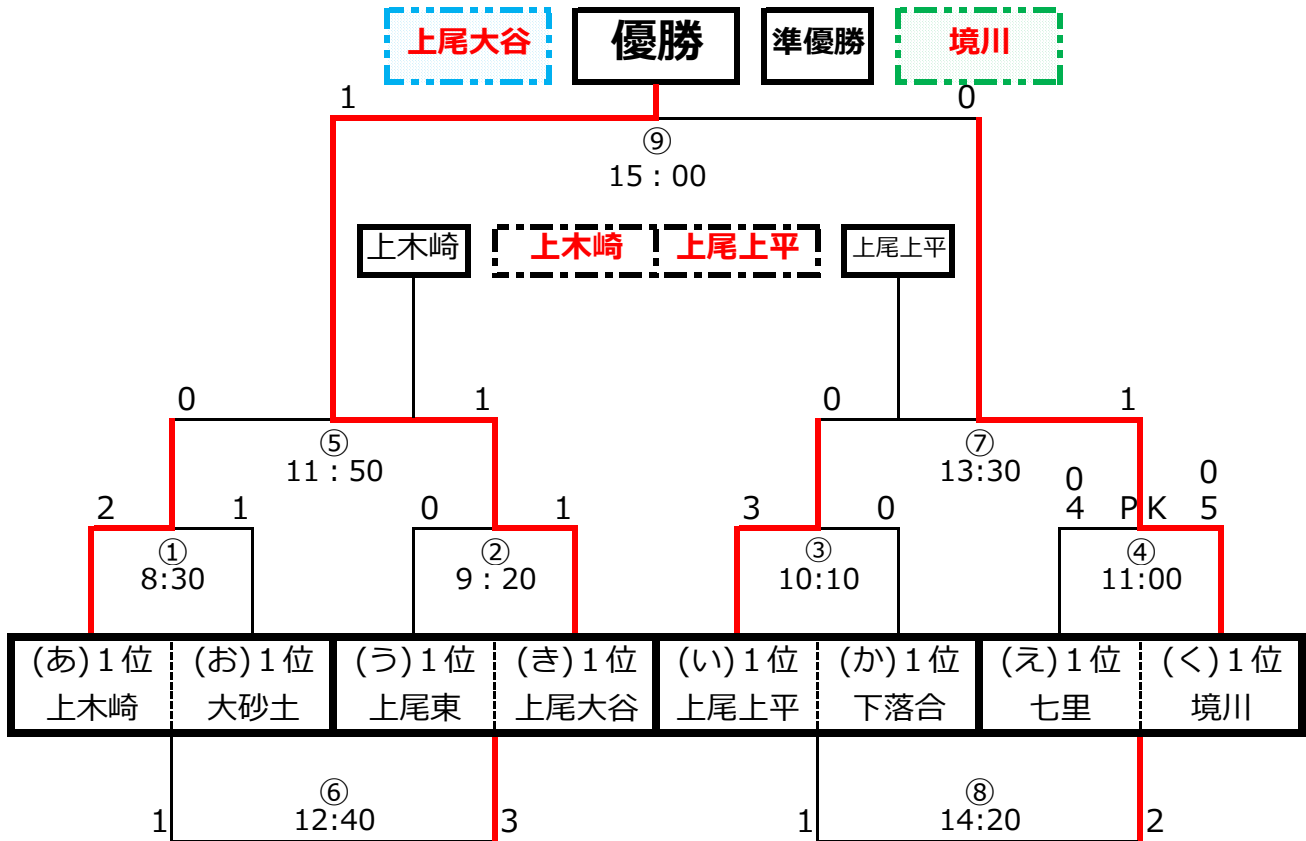 上尾大谷 優勝 準優勝 境川
1 0
⑨
15：00
上木崎 上木崎 上尾上平 上尾上平
0 1 0 1
⑤ ⑦
11：50 13:30
0 0
2 1 0 1 3 0 4 PK 5
① ② ③ ④
8:30 9：20 10:10 11:00
(あ)１位 (お)１位 (う)１位 (き)１位 (い)１位 (か)１位 (え)１位 (く)１位
上木崎 大砂土 上尾東 上尾大谷 上尾上平 下落合 七里 境川
⑥ ⑧
1 12:40 3 1 14:20 2